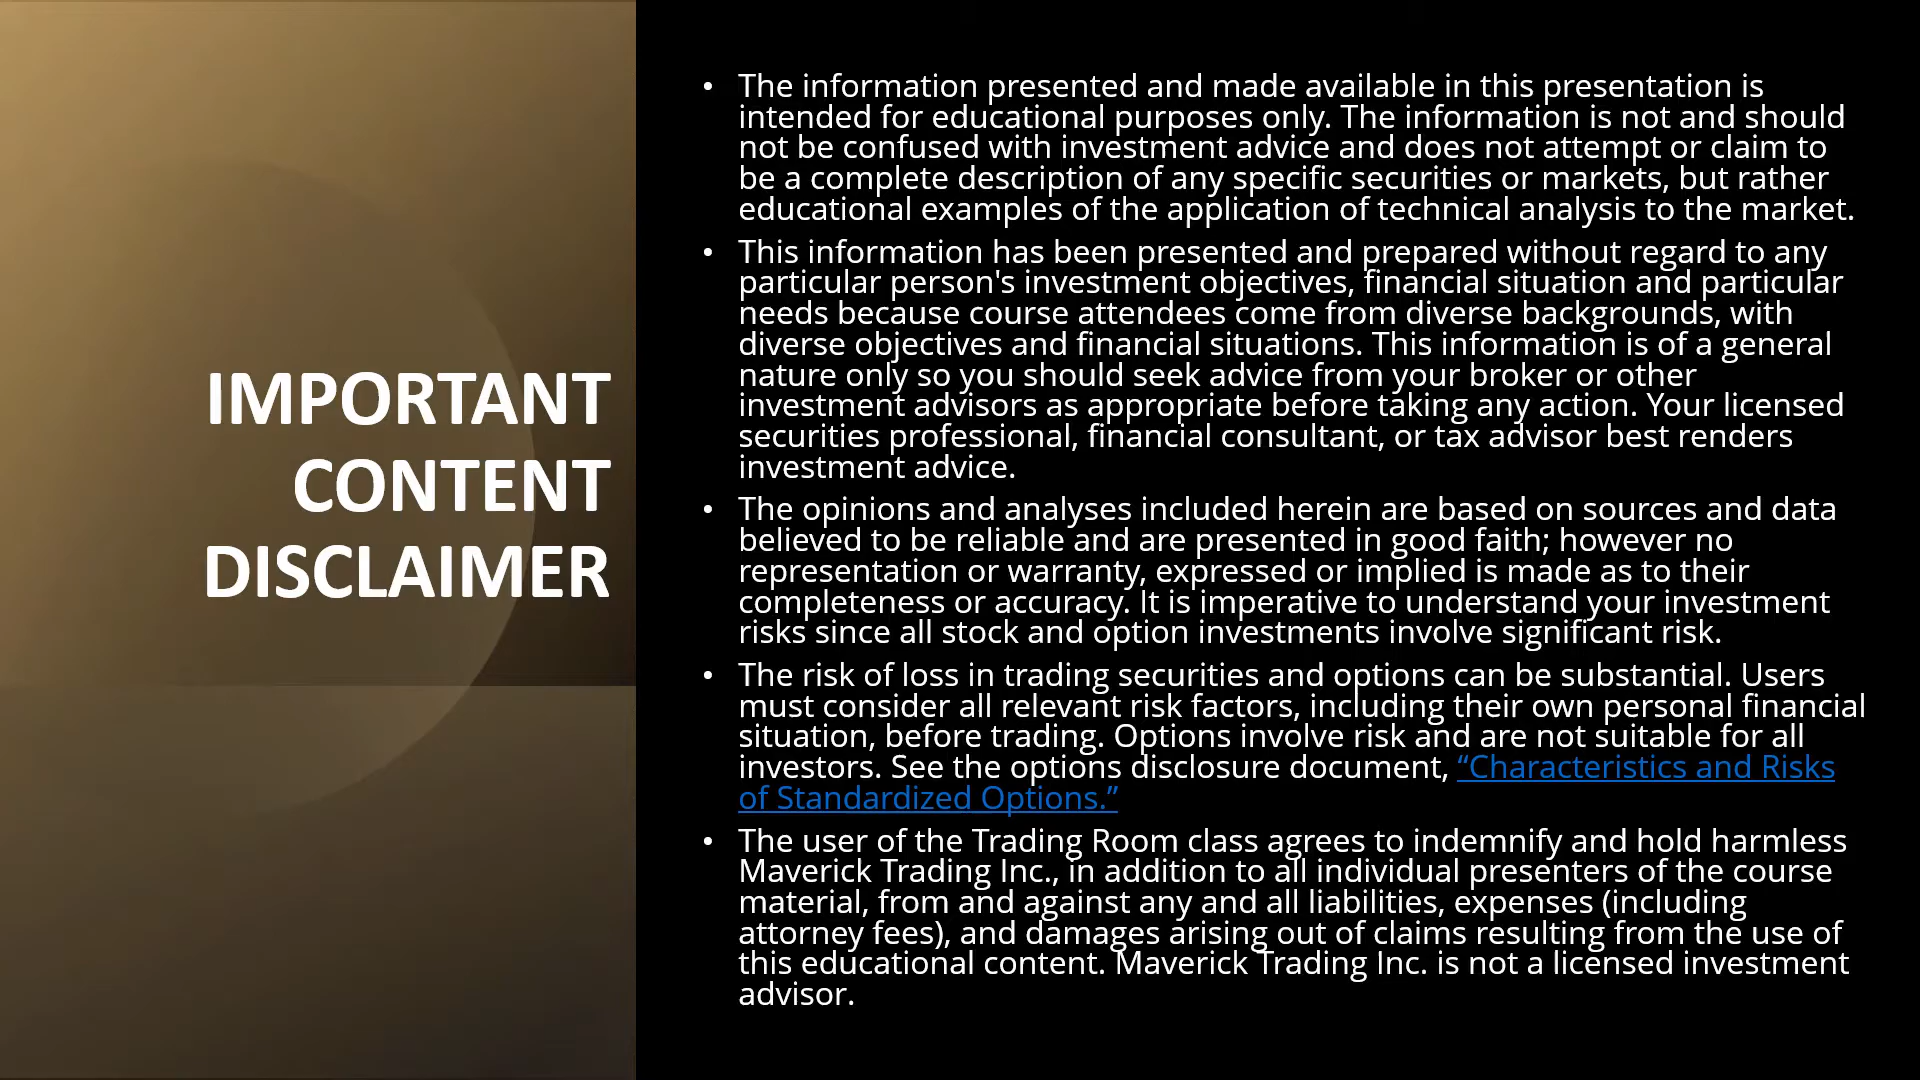 IMPORTANT
CONTENT
DISCLAIMER
• The information presented and made available in this presentation is
intended for educational purposes only. The information is not and should
not be confused with investment advice and does not attempt or claim to
be a complete description of any specific securities or markets, but rather
educational examples of the application of technical analysis to the market.
• This information has been presented and prepared without regard to any
particular person's investment objectives, financial situation and particular
needs because course attendees come from diverse backgrounds, with
diverse objectives and financial situations. This information is of a general
nature only so you should seek advice from your broker or other
investment advisors as appropriate before taking any action. Your licensed
securities professional, financial consultant, or tax advisor best renders
investment advice.
• The opinions and analyses included herein are based on sources and data
believed to be reliable and are presented in good faith; however no
representation or warranty, expressed or implied is made as to their
completeness or accuracy. It is imperative to understand your investment
risks since all stock and option investments involve significant risk.
• The risk of loss in trading securities and options can be substantial. Users
must consider all relevant risk factors, including their own personal financial
situation, before trading. Options involve risk and are not suitable for all
investors. See the options disclosure document, “Characteristics and Risks
of Standardized Options.”
• The user of the Trading Room class agrees to indemnify and hold harmless
Maverick Trading Inc., in addition to all individual presenters of the course
material, from and against any and all liabilities, expenses (including
attorney fees), and damages arising out of claims resulting from the use of
this educational content. Maverick Trading Inc. is not a licensed investment
advisor.